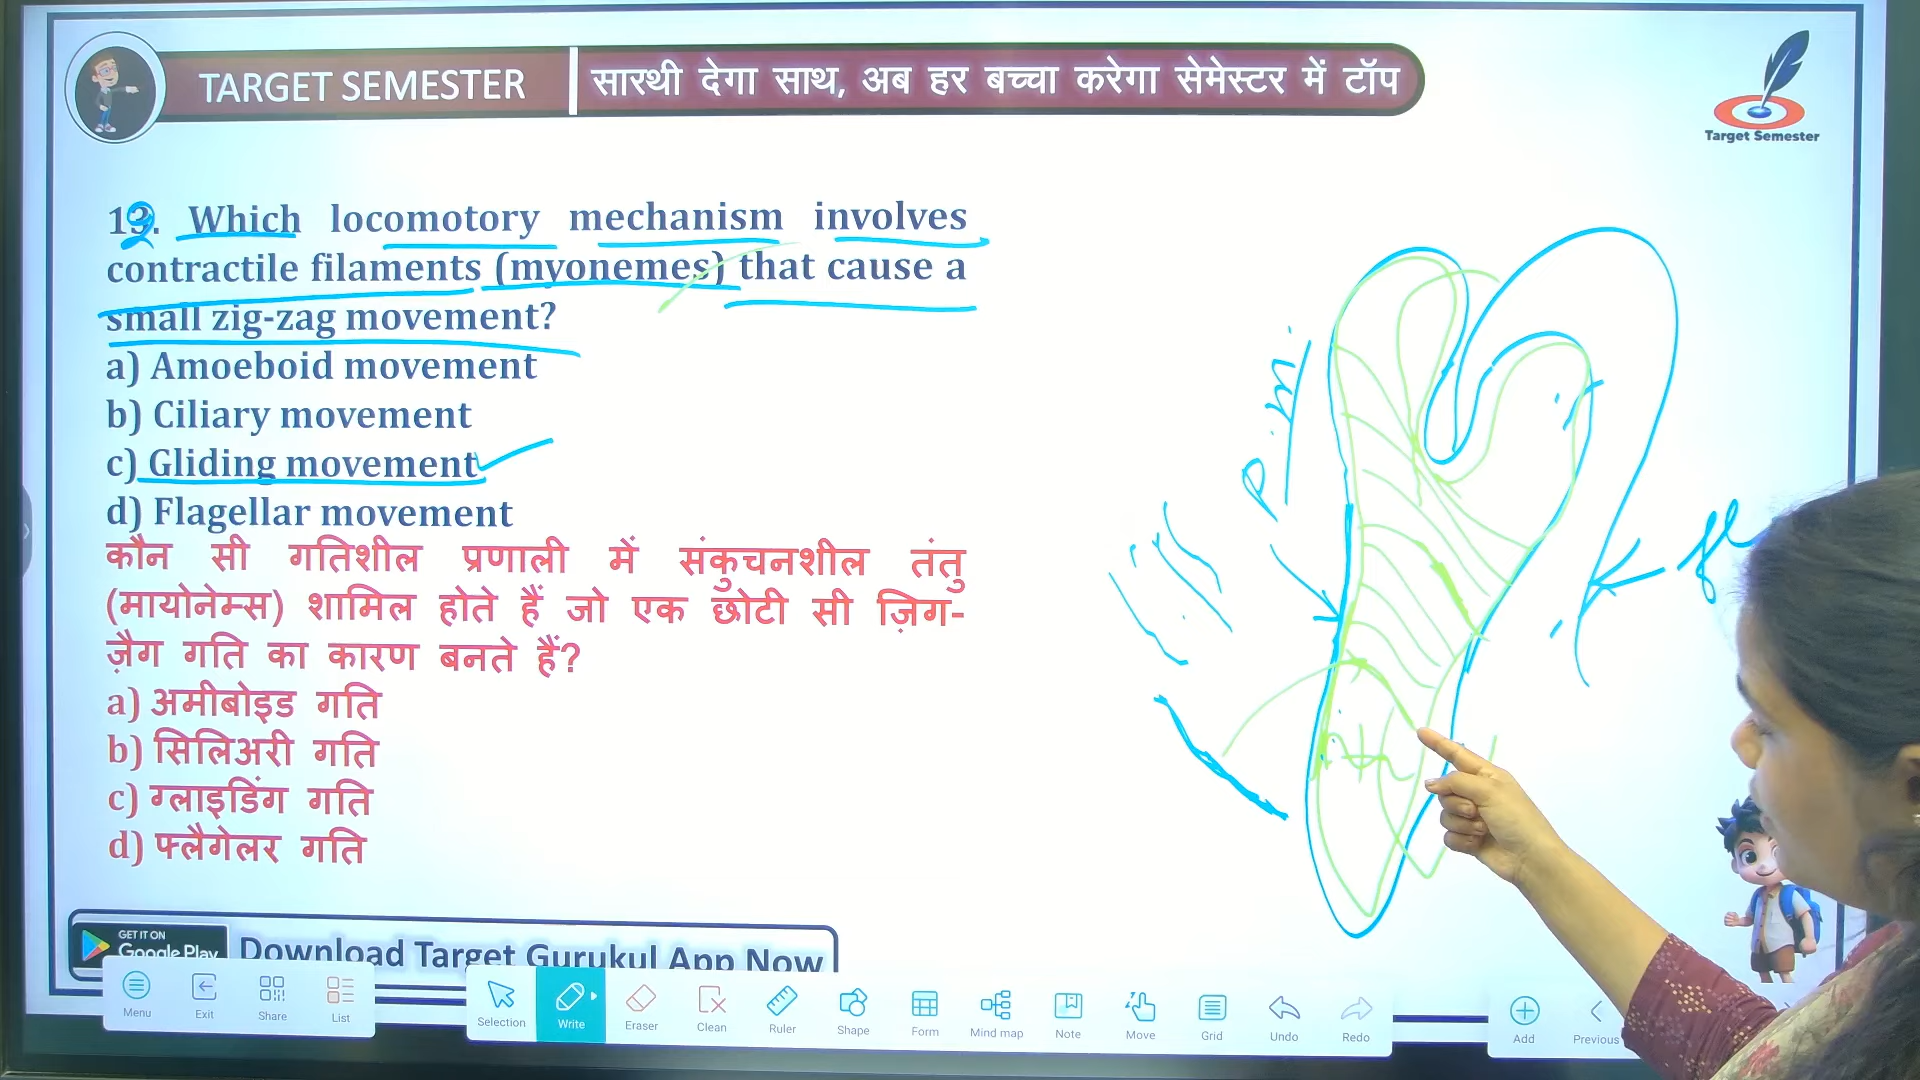 TARGET SEMESTER
सारथी देगा साथ, अब हर बच्चा करेगा सेमेस्टर में टॉप
Target Semester
12. Which locomotory mechanism involves
contractile filaments (myonemes) that cause a
small zig-zag movement?
a) Amoeboid movement
b) Ciliary movement
c) Gliding movement
d) Flagellar movement
कौन सी गतिशील प्रणाली में संकुचनशील तंतु
(मायोनेम्स) शामिल होते हैं जो एक छोटी सी ज़िग-
ज़ैग गति का कारण बनते हैं?
a) अमीबोइड गति
b) सिलिअरी गति
c) ग्लाइडिंग गति
d) फ्लैगेलर गति
P.m.
GET IT ON
Google Play
Download Target Gurukul App Now
Menu
Exit
Share
List
Selection
Write
Eraser
Clean
Ruler
Shape
Form
Mind map
Note
Move
Grid
Undo
Redo
Add
Previous